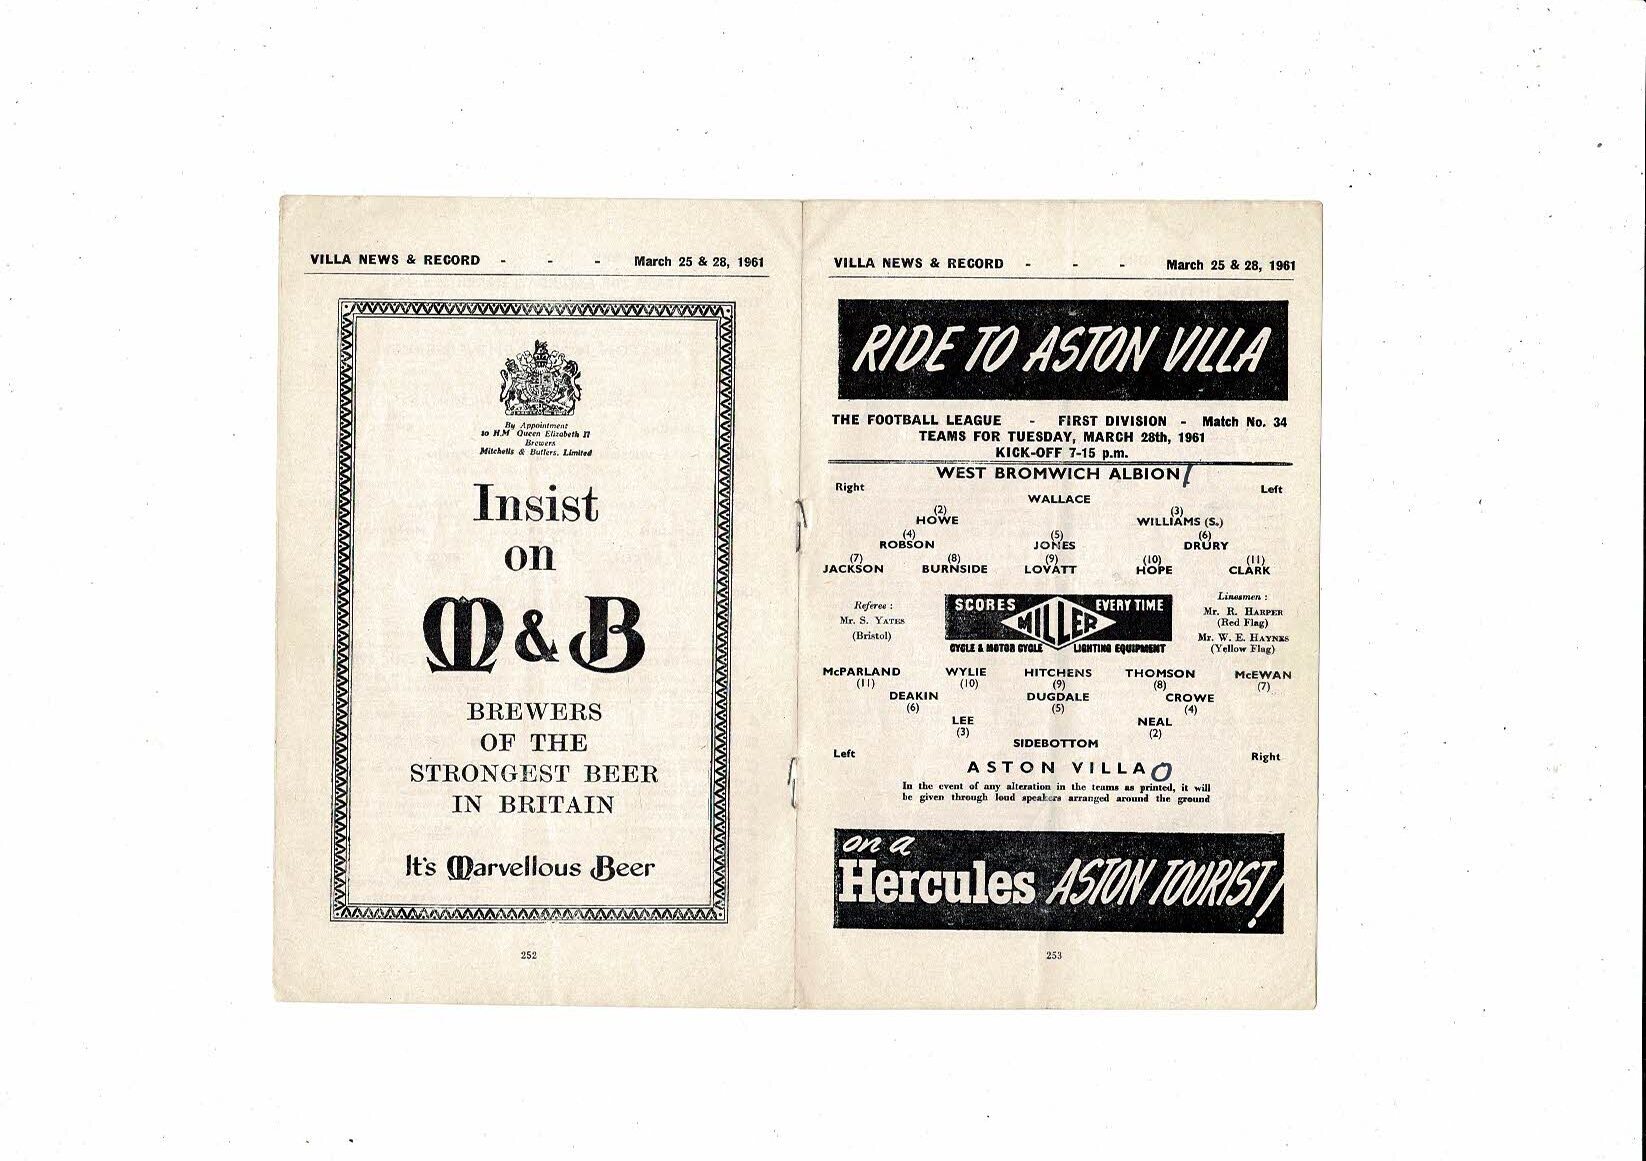 VILLA NEWS & RECORD - - - March 25 & 28, 1961
By Appointment
to H.M Queen Elizabeth II
Brewers
Mitchells & Butlers. Limited
Insist
on
M & B
BREWERS
OF THE
STRONGEST BEER
IN BRITAIN
It's Marvellous Beer
252
VILLA NEWS & RECORD - - - March 25 & 28, 1961
RIDE TO ASTON VILLA
THE FOOTBALL LEAGUE - FIRST DIVISION - Match No. 34
TEAMS FOR TUESDAY, MARCH 28th, 1961
KICK-OFF 7-15 p.m.
WEST BROMWICH ALBION 1
Right Left
WALLACE
(2) (3)
HOWE WILLIAMS (S.)
(4) (5) (6)
ROBSON JONES DRURY
(7) (8) (9) (10) (11)
JACKSON BURNSIDE LOVATT HOPE CLARK
Referee :
Mr. S. YATES
(Bristol)
SCORES MILLER EVERY TIME
CYCLE & MOTOR CYCLE LIGHTING EQUIPMENT
Linesmen :
Mr. R. HARPER
(Red Flag)
Mr. W. E. HAYNES
(Yellow Flag)
McPARLAND WYLIE HITCHENS THOMSON McEWAN
(11) (10) (9) (8) (7)
DEAKIN DUGDALE CROWE
(6) (5) (4)
LEE NEAL
(3) (2)
SIDEBOTTOM
Left Right
ASTON VILLA 0
In the event of any alteration in the teams as printed, it will
be given through loud speakers arranged around the ground
on a
Hercules ASTON TOURIST!
253